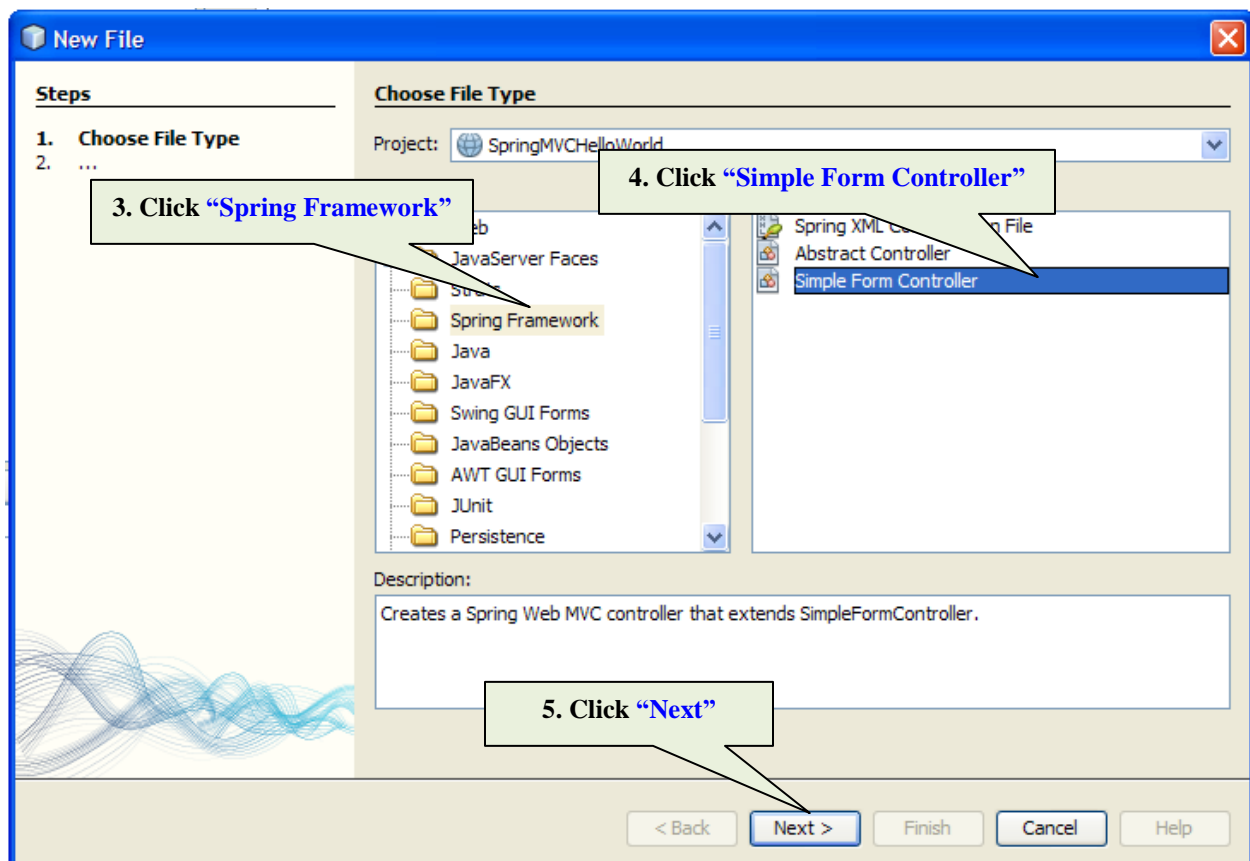 New File
Steps
1. Choose File Type
2. ...
Choose File Type
Project: SpringMVCHelloWorld
3. Click “Spring Framework”
4. Click “Simple Form Controller”
JavaServer Faces
Spring Framework
Java
JavaFX
Swing GUI Forms
JavaBeans Objects
AWT GUI Forms
JUnit
Persistence
Spring XML File
Abstract Controller
Simple Form Controller
Description:
Creates a Spring Web MVC controller that extends SimpleFormController.
5. Click “Next”
< Back
Next >
Finish
Cancel
Help